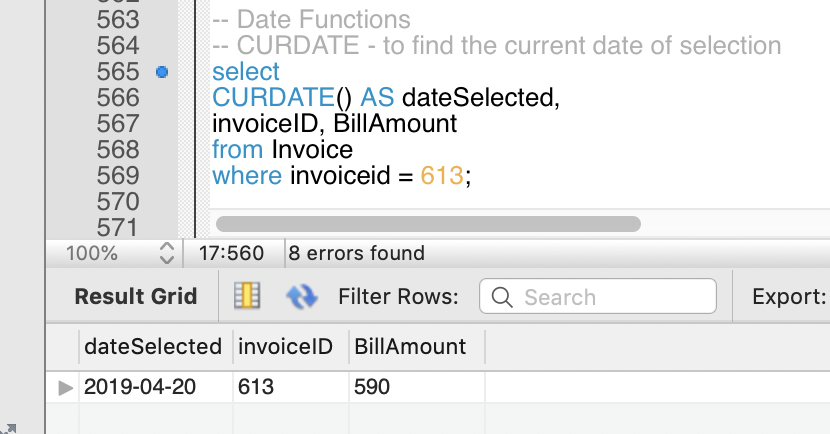 563 -- Date Functions
564 -- CURDATE - to find the current date of selection
565 select
566 CURDATE() AS dateSelected,
567 invoiceID, BillAmount
568 from Invoice
569 where invoiceid = 613;
570
571
100% 17:560 8 errors found
Result Grid Filter Rows: Search Export:
dateSelected invoiceID BillAmount
2019-04-20 613 590